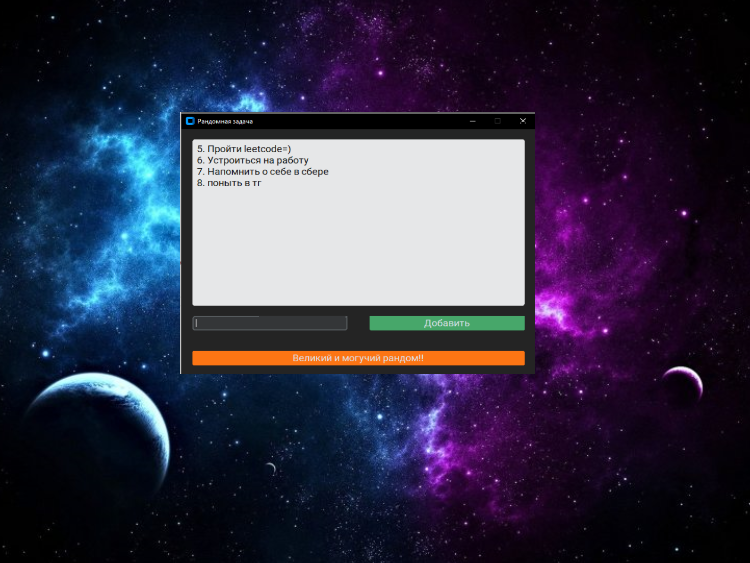 Рандомная задача
5. Пройти leetcode=)
6. Устроиться на работу
7. Напомнить о себе в сбере
8. поныть в тг
Добавить
Великий и могучий рандом!!